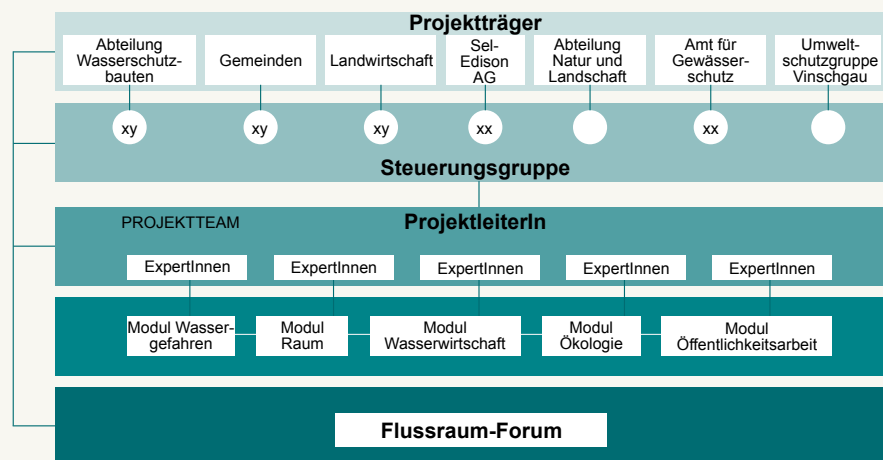 Projektträger
Abteilung
Wasserschutz-
bauten
Gemeinden
Landwirtschaft
Sel-
Edison
AG
Abteilung
Natur und
Landschaft
Amt für
Gewässer-
schutz
Umwelt-
schutzgruppe
Vinschgau
xy
xy
xy
xx
xx
Steuerungsgruppe
PROJEKTTEAM
ProjektleiterIn
ExpertInnen
ExpertInnen
ExpertInnen
ExpertInnen
ExpertInnen
Modul Wasser-
gefahren
Modul
Raum
Modul
Wasserwirtschaft
Modul
Ökologie
Modul
Öffentlichkeitsarbeit
Flussraum-Forum